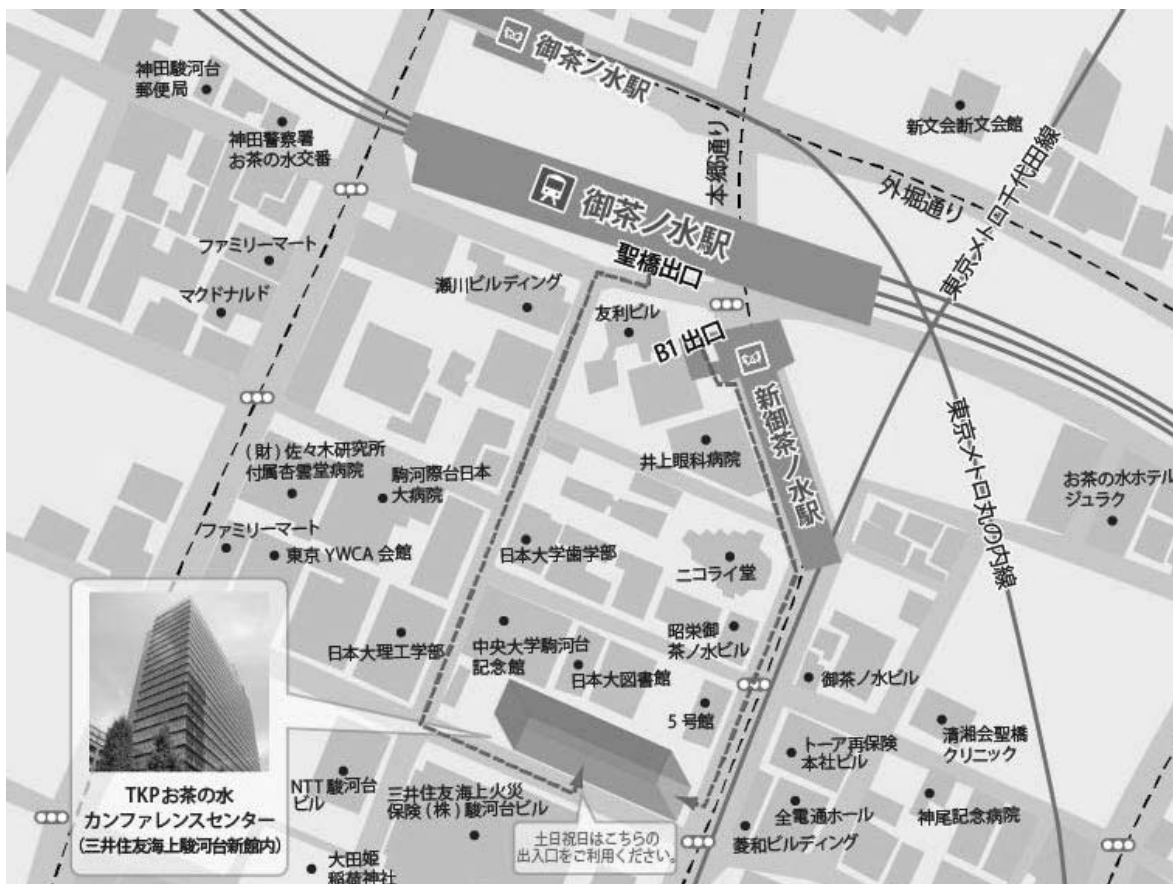 御茶ノ水駅
神田駿河台
郵便局
神田警察署
お茶の水交番
本郷通り
新文会断文会館
外堀通り
東京メトロ千代田線
御茶ノ水駅
聖橋出口
ファミリーマート
マクドナルド
瀬川ビルディング
友利ビル
B1 出口
新御茶ノ水駅
東京メトロ丸の内線
(財)佐々木研究所
付属杏雲堂病院
駒河際台日本
大病院
井上眼科病院
お茶の水ホテル
ジュラク
ファミリーマート
東京 YWCA 会館
日本大学歯学部
ニコライ堂
日本大理工学部
中央大学駒河台
記念館
日本大図書館
昭栄御
茶ノ水ビル
御茶ノ水ビル
5 号館
清湘会聖橋
クリニック
トーア再保険
本社ビル
NTT 駿河台
ビル
三井住友海上火災
保険(株)駿河台ビル
全電通ホール
神尾記念病院
菱和ビルディング
大田姫
稲荷神社
TKPお茶の水
カンファレンスセンター
(三井住友海上駿河台新館内)
土日祝日はこちらの
出入口をご利用ください。